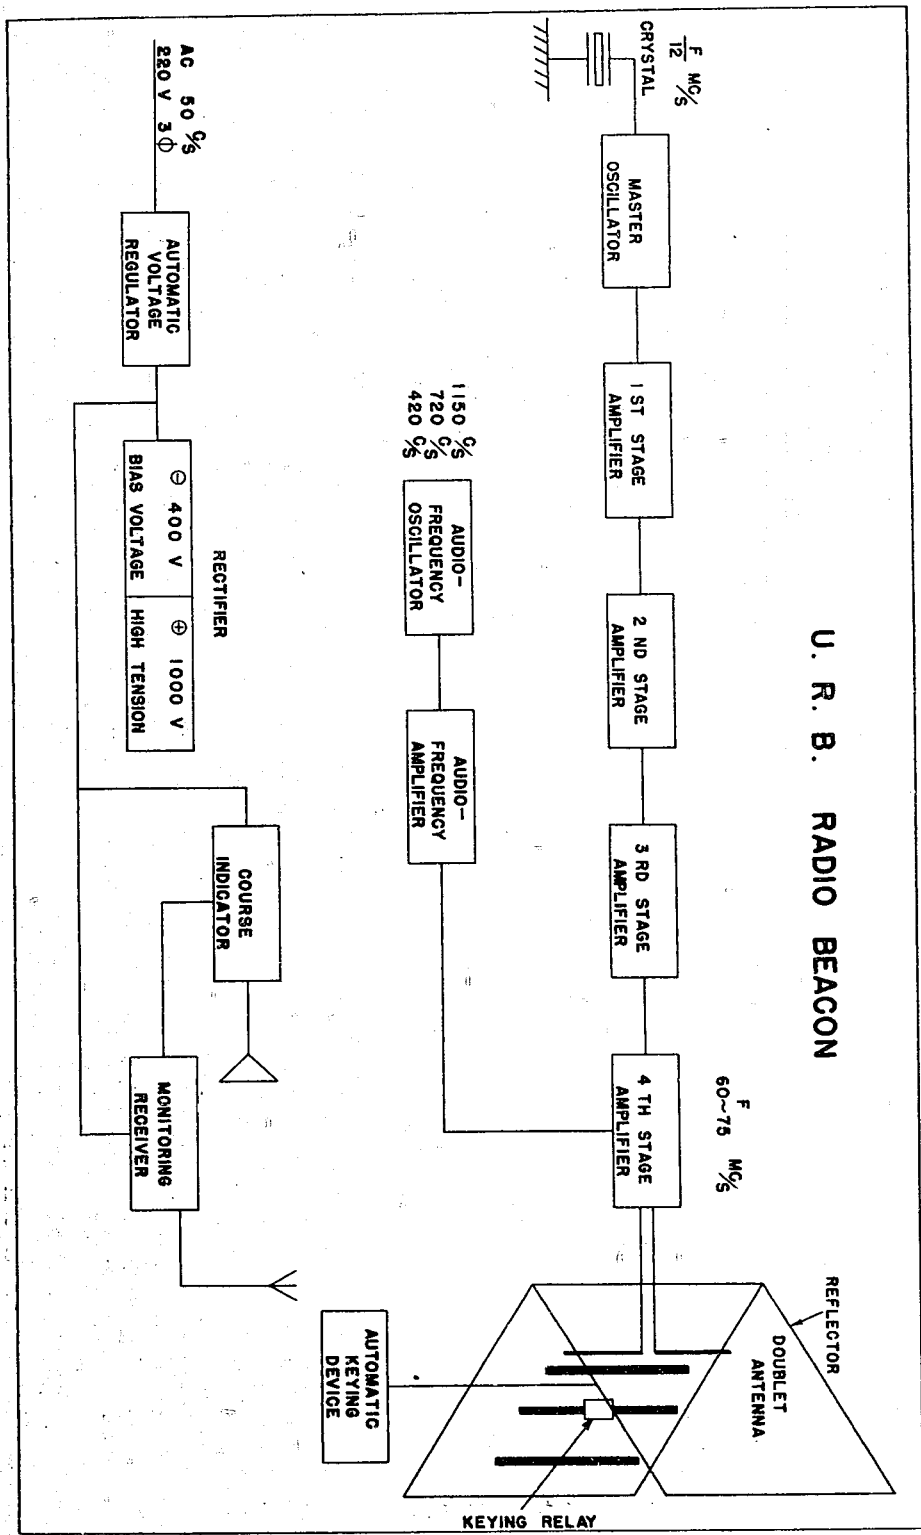 U. R. B. RADIO BEACON
F
12
MC/S
CRYSTAL
MASTER
OSCILLATOR
1 ST STAGE
AMPLIFIER
2 ND STAGE
AMPLIFIER
3 RD STAGE
AMPLIFIER
F
60~75 MC/S
4 TH STAGE
AMPLIFIER
REFLECTOR
DOUBLET
ANTENNA
1150 C/S
720 C/S
420 C/S
AUDIO-
FREQUENCY
OSCILLATOR
AUDIO-
FREQUENCY
AMPLIFIER
AUTOMATIC
KEYING
DEVICE
KEYING RELAY
AC 50 C/S
220 V 3Φ
AUTOMATIC
VOLTAGE
REGULATOR
RECTIFIER
⊖ 400 V
BIAS VOLTAGE
⊕ 1000 V
HIGH TENSION
COURSE
INDICATOR
MONITORING
RECEIVER